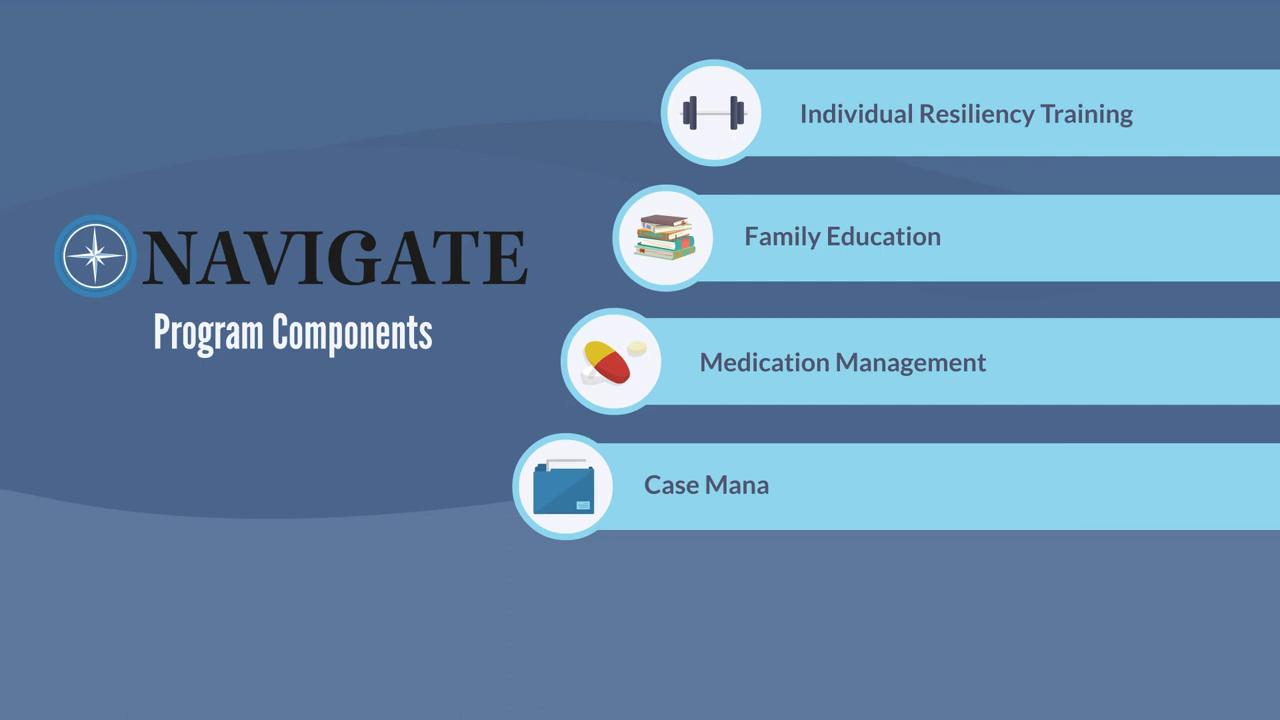 NAVIGATE
Program Components
Individual Resiliency Training
Family Education
Medication Management
Case Mana